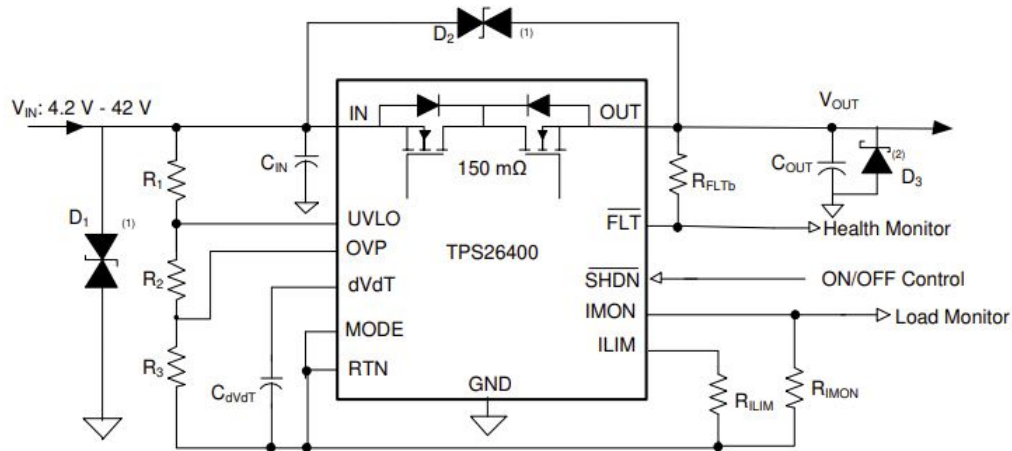 D2 (1)
VIN: 4.2 V - 42 V
IN
OUT
VOUT
CIN
150 mΩ
R1
RFLTb
COUT
(2)
D3
D1 (1)
UVLO
FLT
Health Monitor
OVP
TPS26400
R2
dVdT
SHDN
ON/OFF Control
MODE
IMON
Load Monitor
R3
RTN
ILIM
CdVdT
GND
RILIM
RIMON